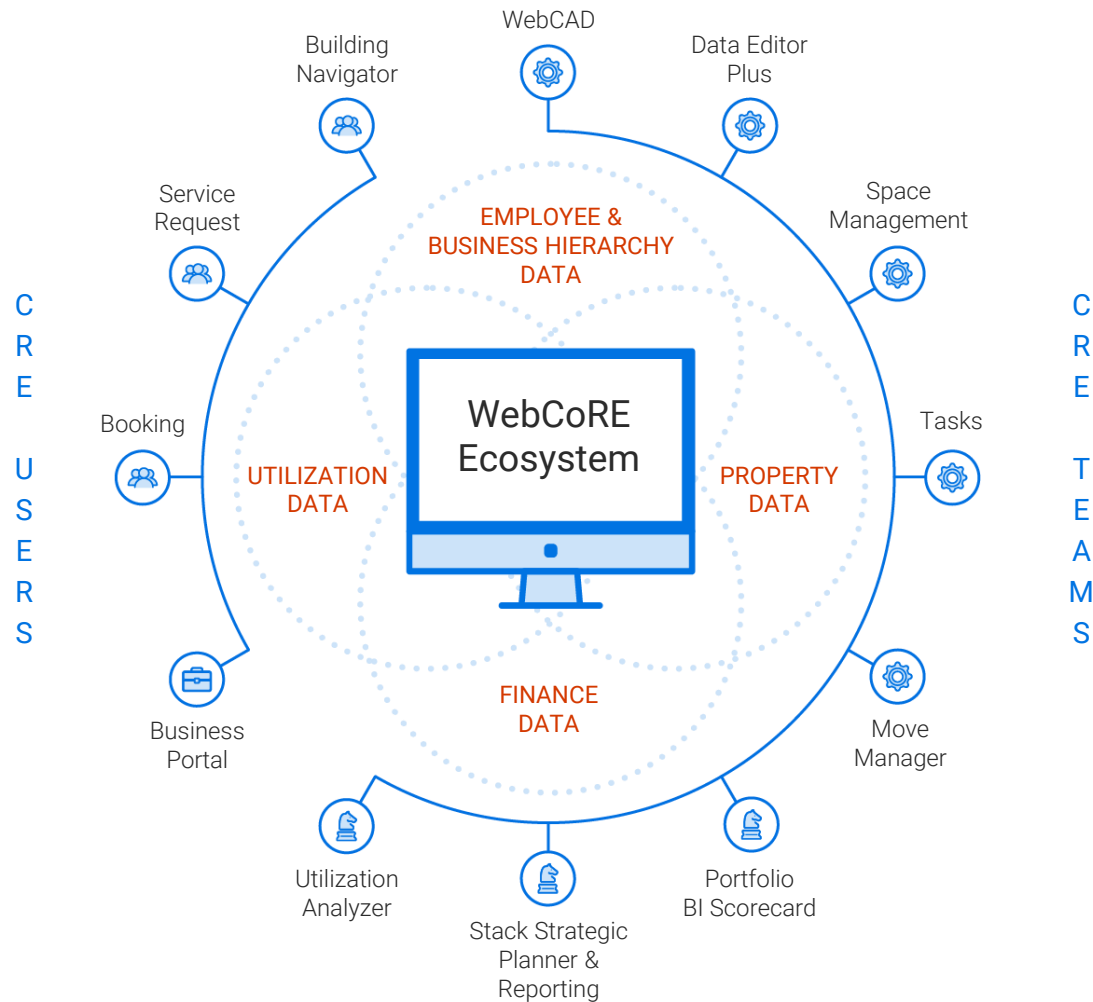 WebCAD
Building
Navigator
Data Editor
Plus
Service
Request
Space
Management
EMPLOYEE &
BUSINESS HIERARCHY
DATA
C
R
E
U
S
E
R
S
C
R
E
T
E
A
M
S
Booking
Tasks
WebCoRE
Ecosystem
UTILIZATION
DATA
PROPERTY
DATA
FINANCE
DATA
Business
Portal
Move
Manager
Utilization
Analyzer
Stack Strategic
Planner &
Reporting
Portfolio
BI Scorecard